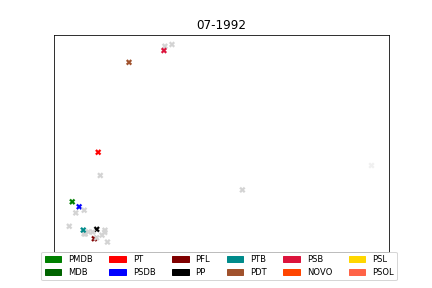 07-1992
PMDB PT PFL PTB PSB PSL
MDB PSDB PP PDT NOVO PSOL